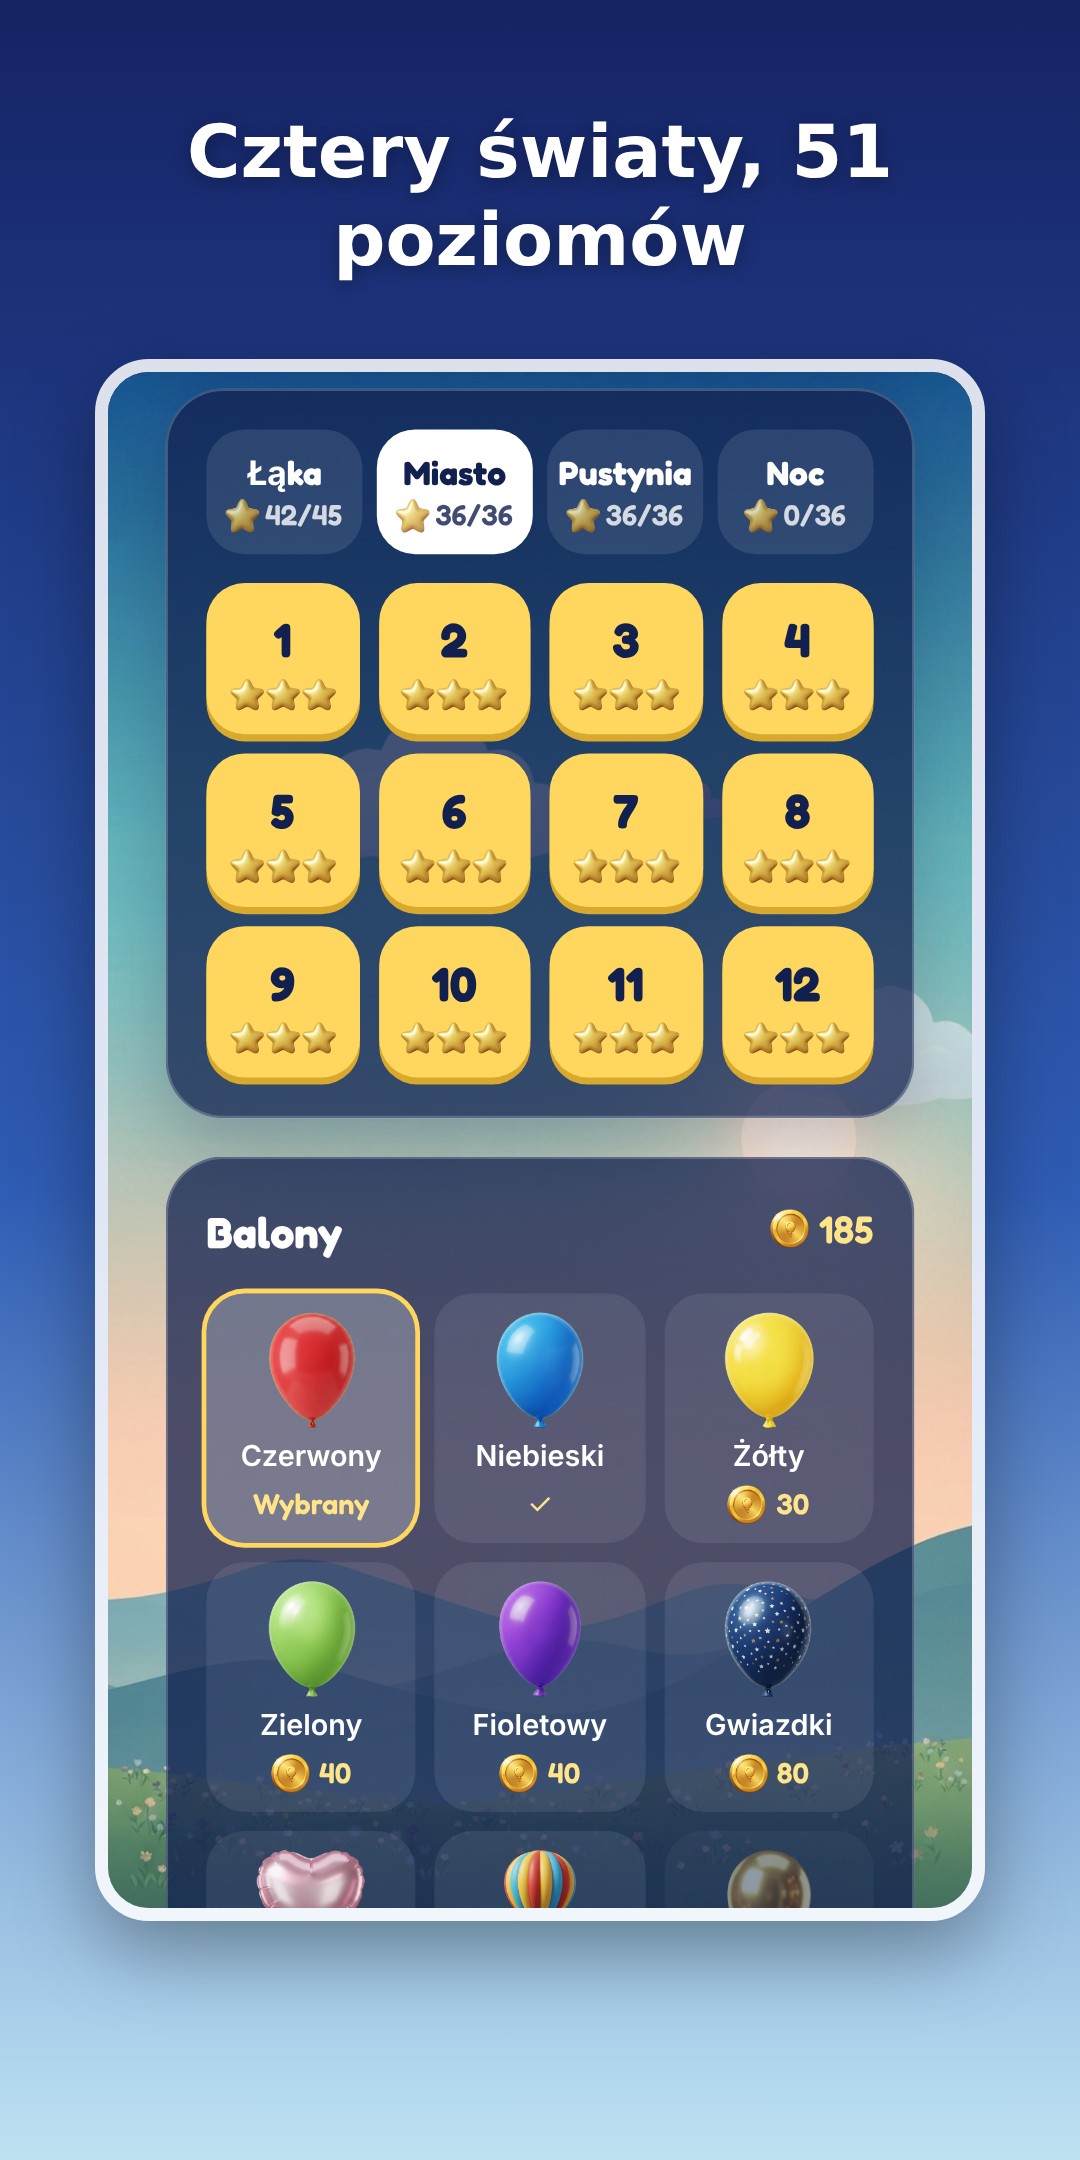 Cztery światy, 51
poziomów
Łąka Miasto Pustynia Noc
42/45 36/36 36/36 0/36
1 2 3 4
5 6 7 8
9 10 11 12
Balony 185
Czerwony Niebieski Żółty
Wybrany ✓ 30
Zielony Fioletowy Gwiazdki
40 40 80